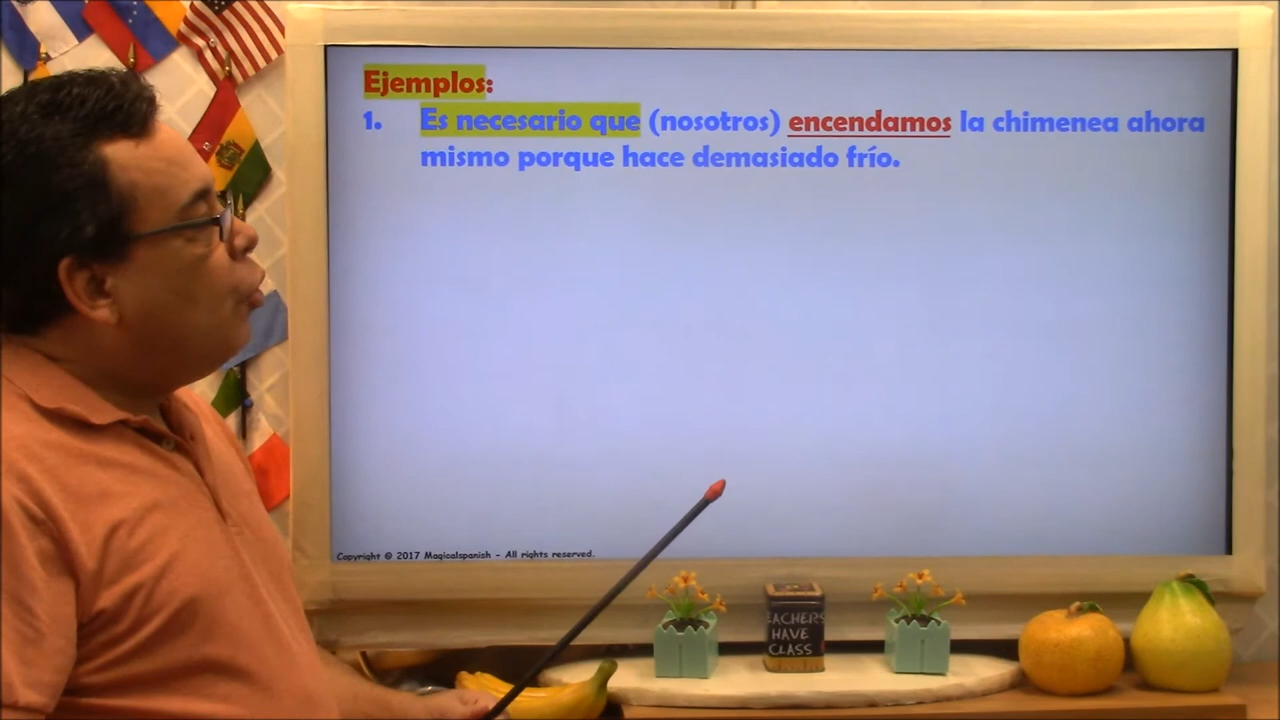 Ejemplos:
1. Es necesario que (nosotros) encendamos la chimenea ahora
mismo porque hace demasiado frío.
Copyright © 2017 Magicalspanish - All rights reserved.
EACHERS
HAVE
CLASS